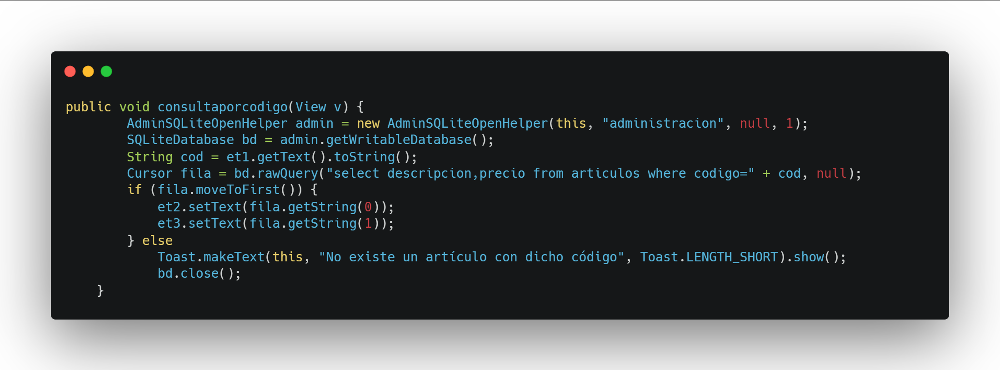 public void consultaporcodigo(View v) {
        AdminSQLiteOpenHelper admin = new AdminSQLiteOpenHelper(this, "administracion", null, 1);
        SQLiteDatabase bd = admin.getWritableDatabase();
        String cod = et1.getText().toString();
        Cursor fila = bd.rawQuery("select descripcion,precio from articulos where codigo=" + cod, null);
        if (fila.moveToFirst()) {
            et2.setText(fila.getString(0));
            et3.setText(fila.getString(1));
        } else
            Toast.makeText(this, "No existe un artículo con dicho código", Toast.LENGTH_SHORT).show();
            bd.close();
    }